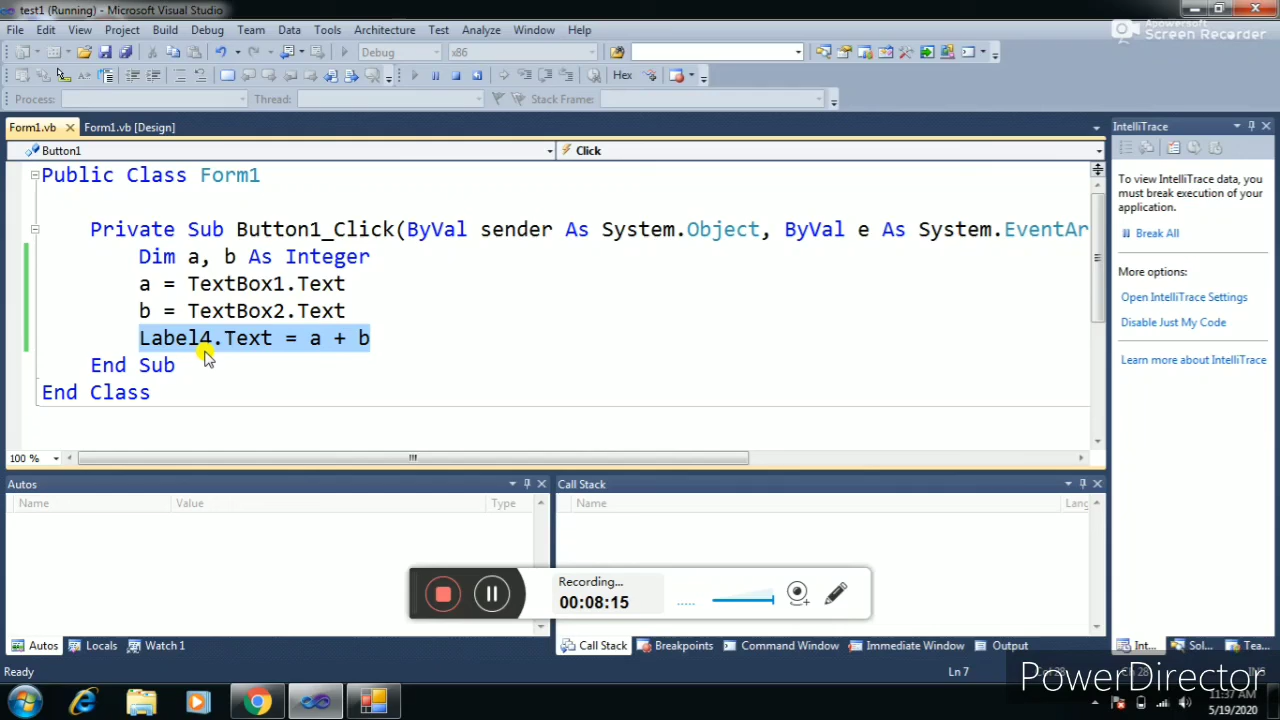 test1 (Running) - Microsoft Visual Studio
Apowersoft
Screen Recorder
File Edit View Project Build Debug Team Data Tools Architecture Test Analyze Window Help
Debug x86
Hex
Process: Thread: Stack Frame:
Form1.vb Form1.vb [Design]
IntelliTrace
Button1 Click
Public Class Form1
Private Sub Button1_Click(ByVal sender As System.Object, ByVal e As System.EventAr
Dim a, b As Integer
a = TextBox1.Text
b = TextBox2.Text
Label4.Text = a + b
End Sub
End Class
To view IntelliTrace data, you
must break execution of your
application.
Break All
More options:
Open IntelliTrace Settings
Disable Just My Code
Learn more about IntelliTrace
100 %
Autos
Name Value Type
Call Stack
Name Lang
Recording...
00:08:15
Autos Locals Watch 1
Call Stack Breakpoints Command Window Immediate Window Output
Int... Sol... Tea...
Ready Ln 7
PowerDirector
11:37 AM
5/19/2020